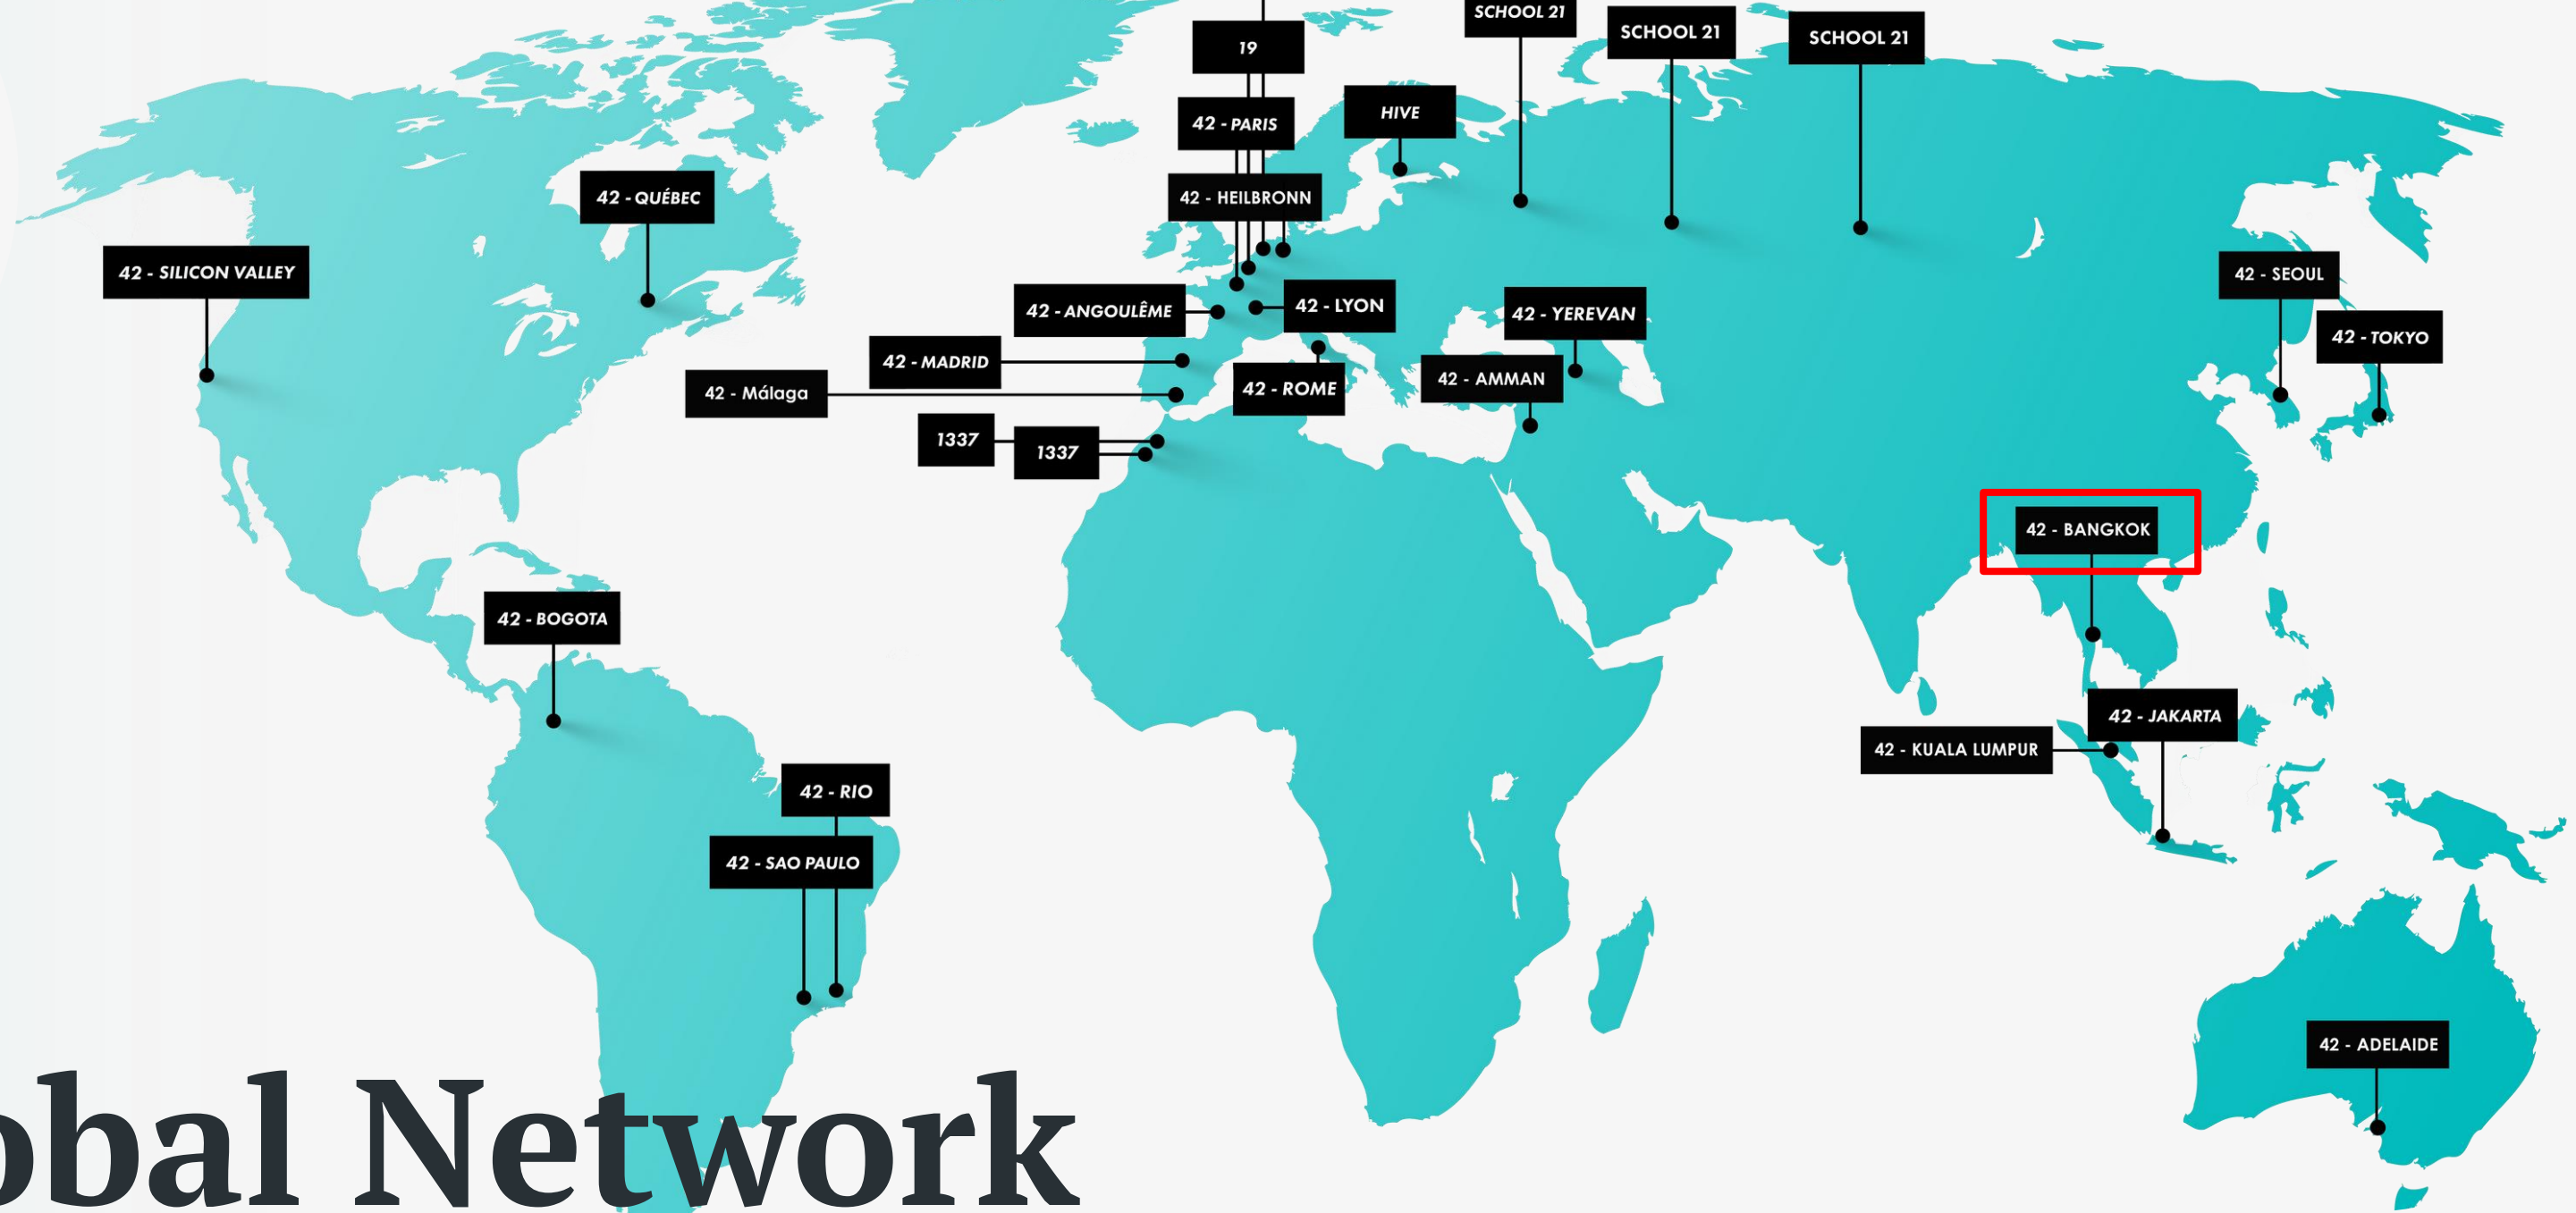 SCHOOL 21
SCHOOL 21
SCHOOL 21
19
42 - PARIS
HIVE
42 - HEILBRONN
42 - QUÉBEC
42 - SILICON VALLEY
42 - SEOUL
42 - ANGOULÊME
42 - LYON
42 - YEREVAN
42 - TOKYO
42 - MADRID
42 - ROME
42 - AMMAN
42 - Málaga
1337
1337
42 - BANGKOK
42 - BOGOTA
42 - JAKARTA
42 - KUALA LUMPUR
42 - RIO
42 - SAO PAULO
42 - ADELAIDE
obal Network